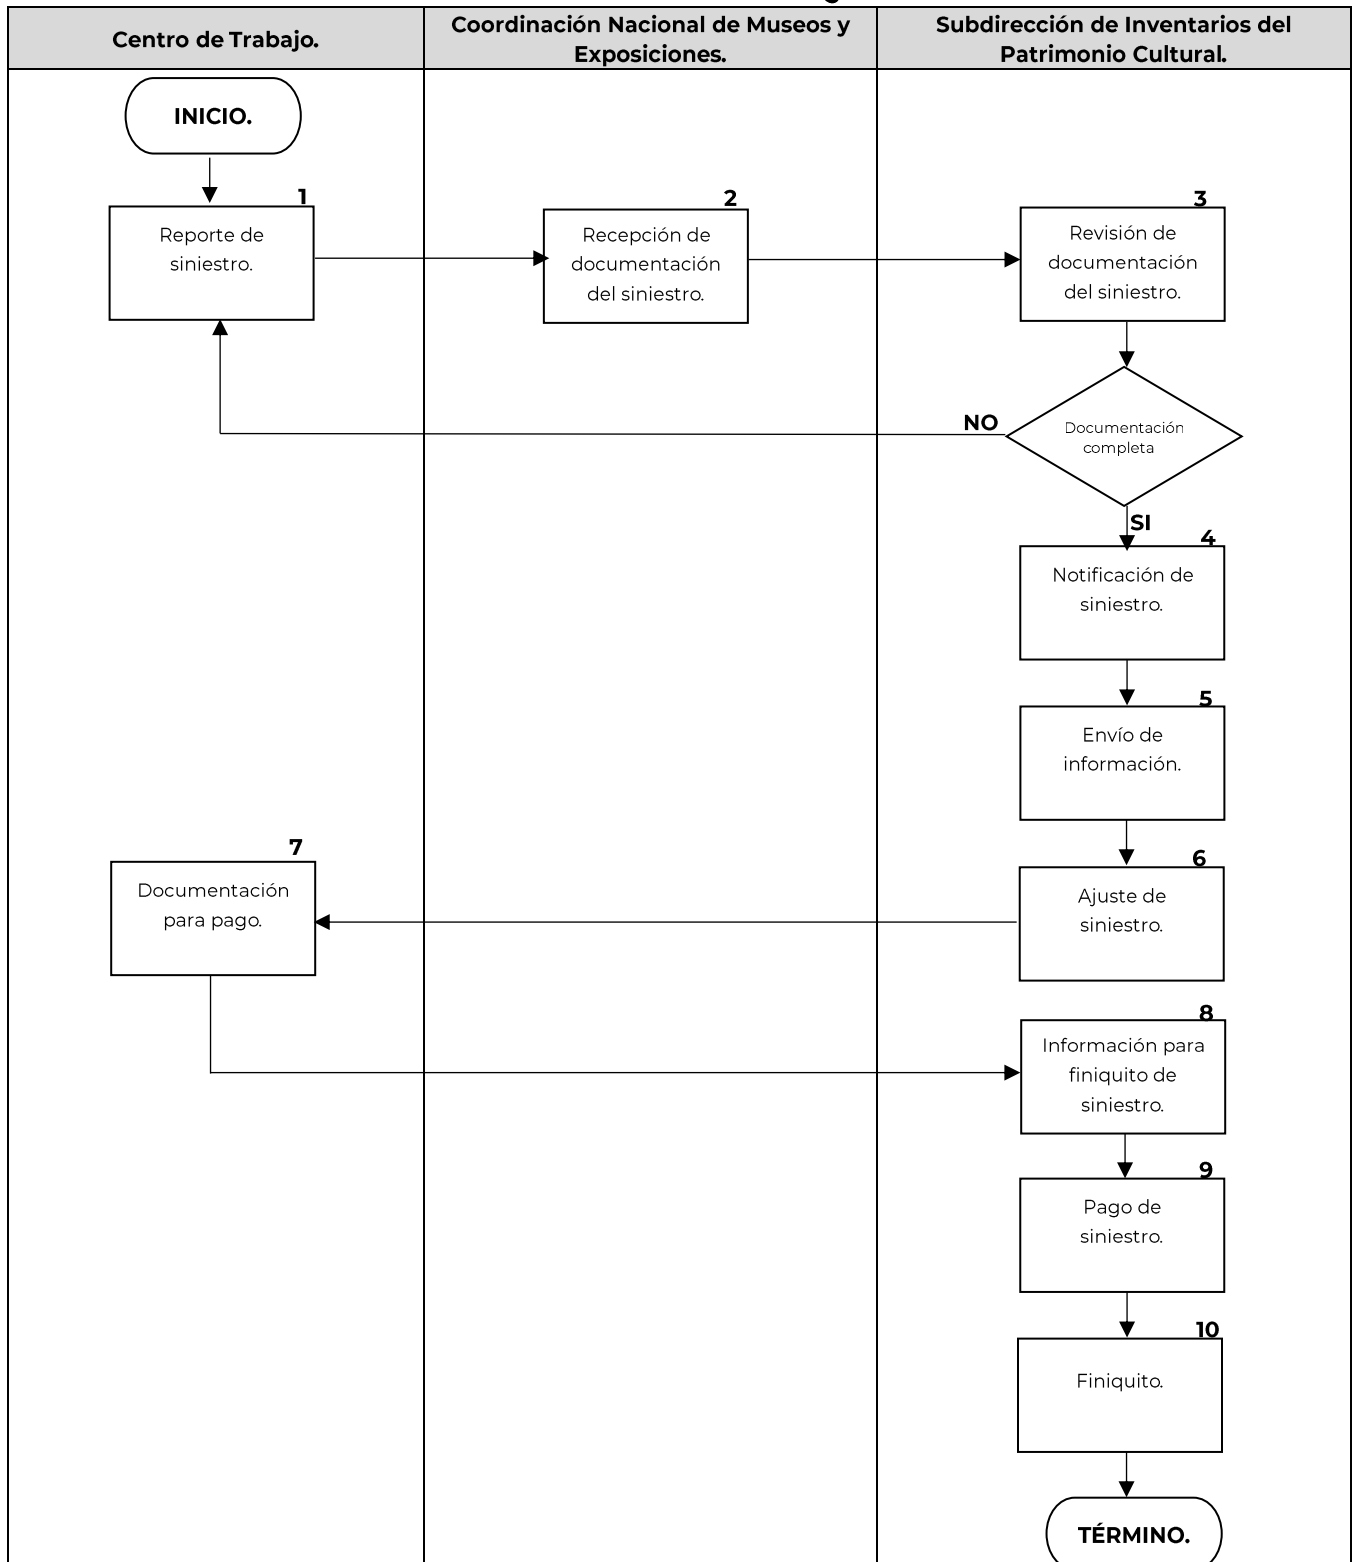 Centro de Trabajo.
Coordinación Nacional de Museos y
Exposiciones.
Subdirección de Inventarios del
Patrimonio Cultural.
INICIO.
1
Reporte de
siniestro.
2
Recepción de
documentación
del siniestro.
3
Revisión de
documentación
del siniestro.
NO
Documentación
completa
SI
4
Notificación de
siniestro.
5
Envío de
información.
6
Ajuste de
siniestro.
7
Documentación
para pago.
8
Información para
finiquito de
siniestro.
9
Pago de
siniestro.
10
Finiquito.
TÉRMINO.